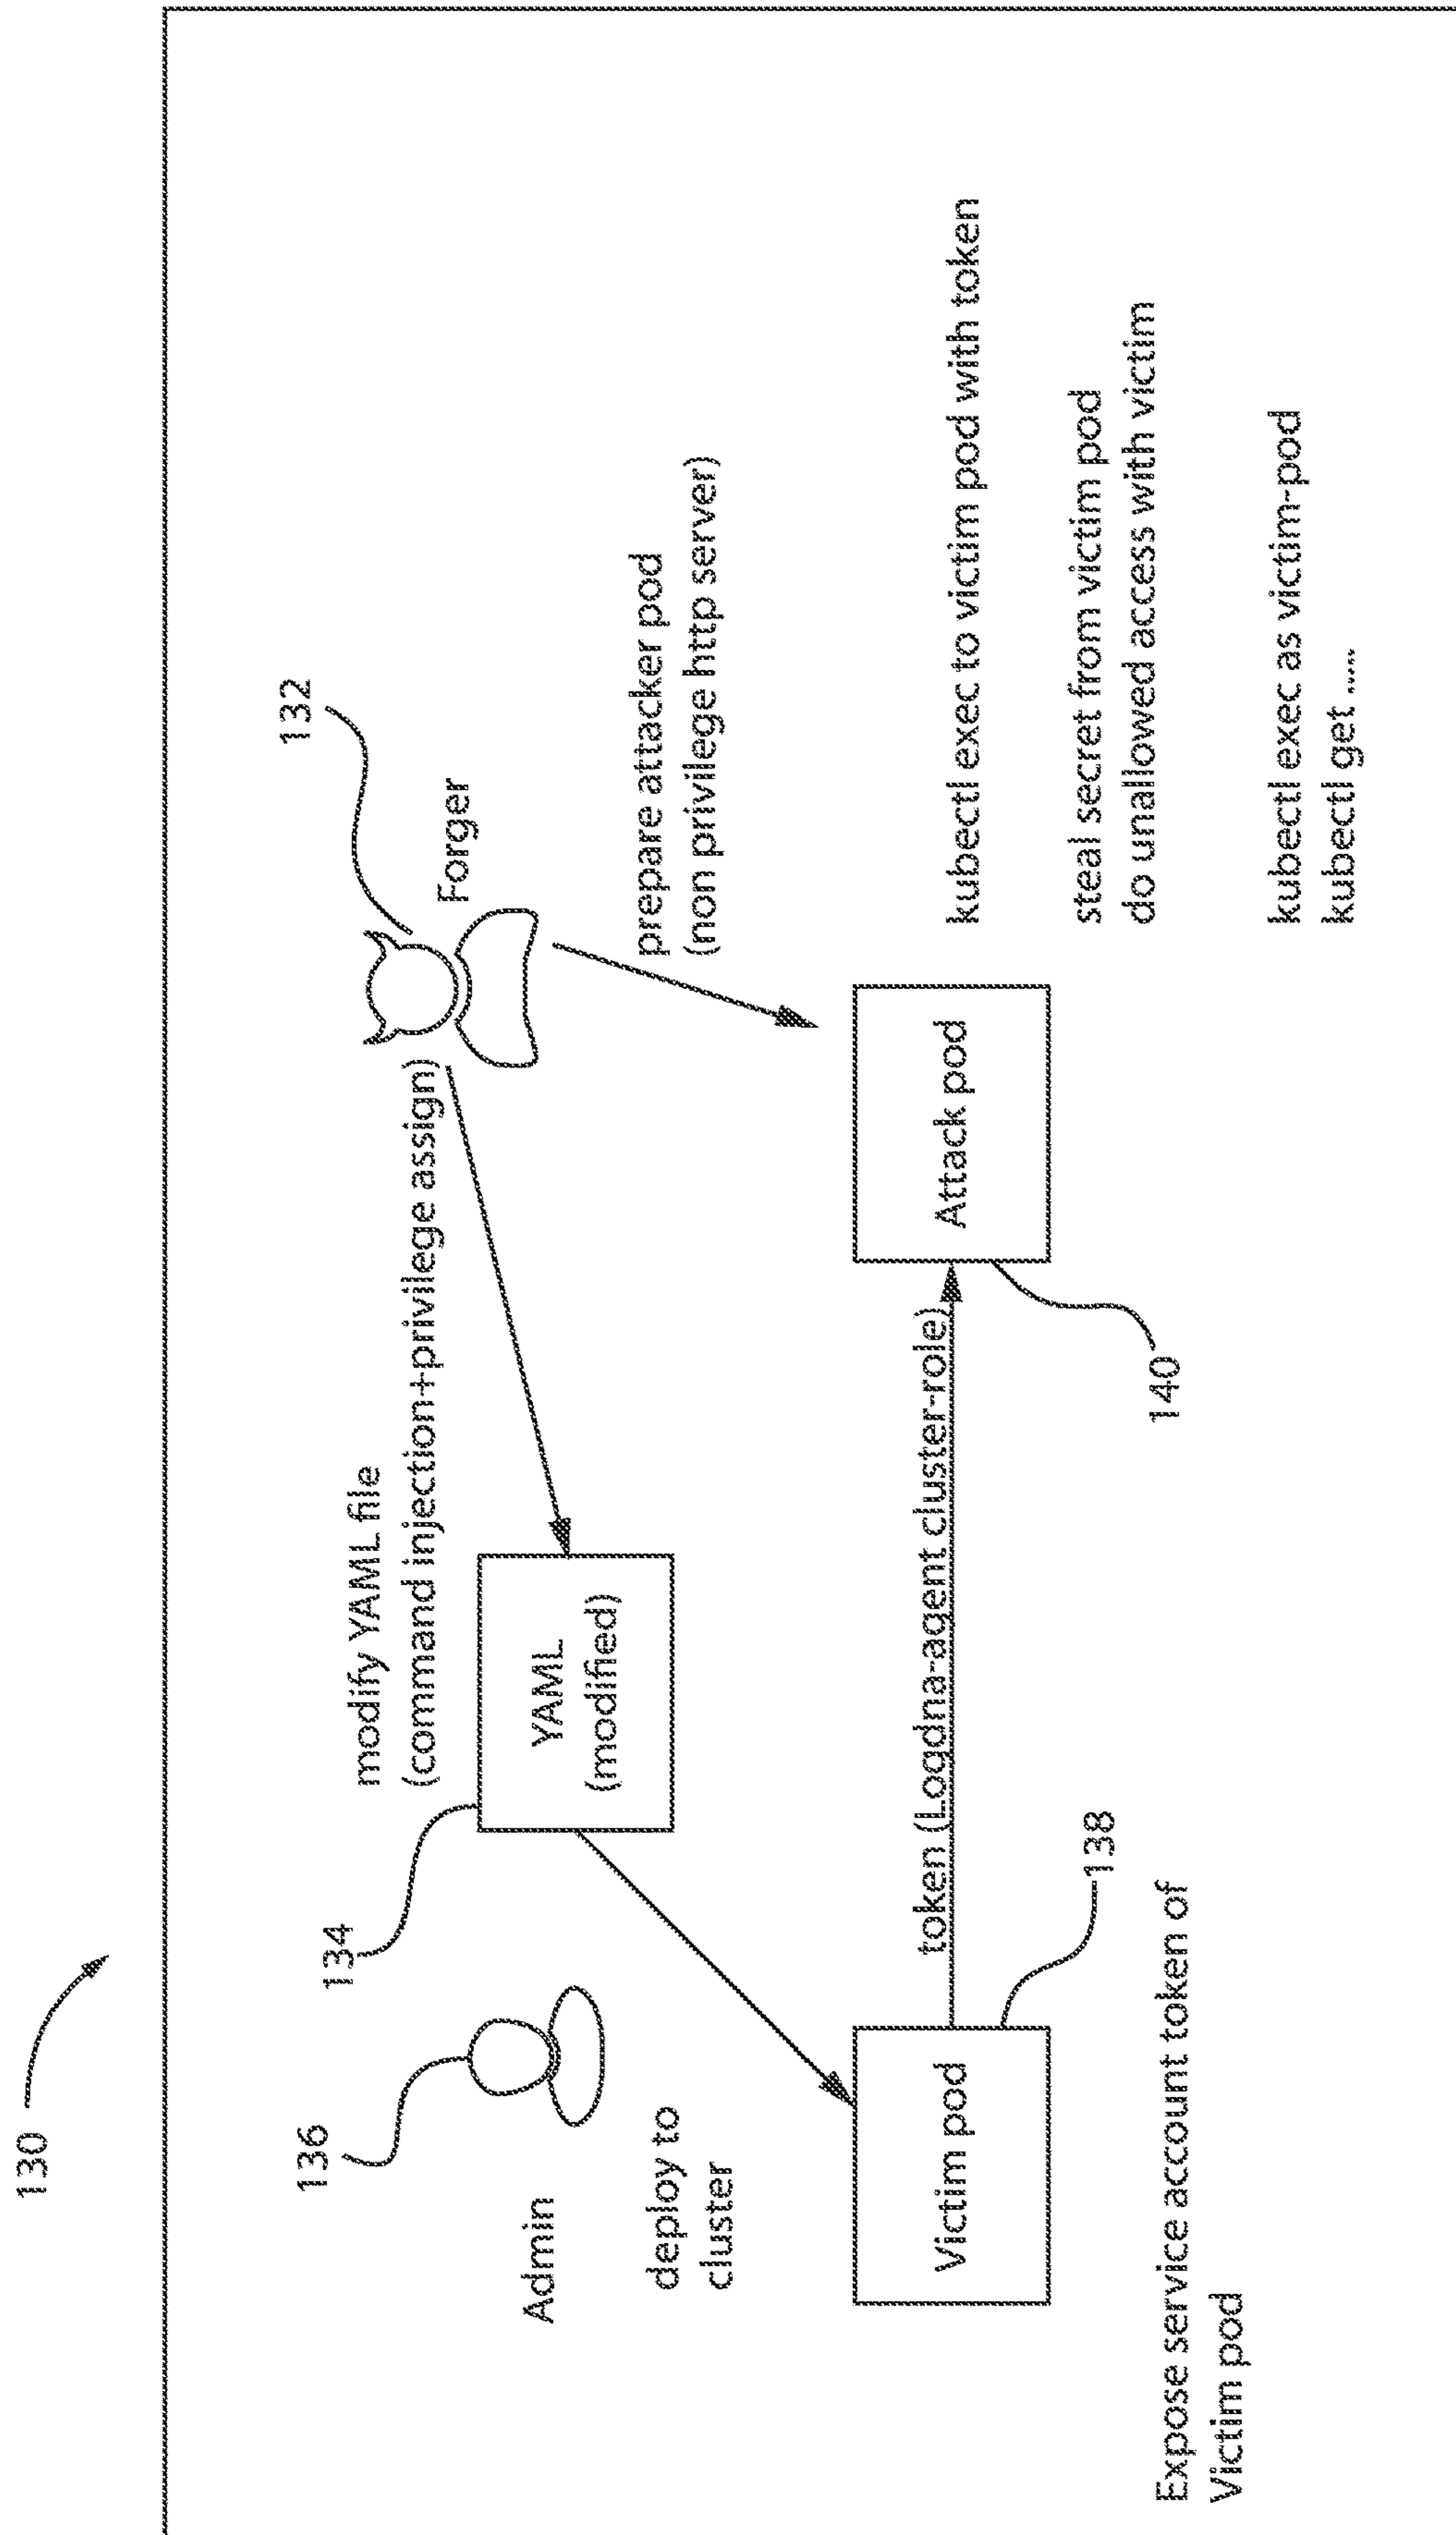 130
132
Forger
modify YAML file
(command injection+privilege assign)
134
136
Admin
YAML
(modified)
prepare attacker pod
(non privilege http server)
deploy to
cluster
Victim pod
token (Logdna-agent cluster-role)
Attack pod
138
140
kubectl exec to victim pod with token
steal secret from victim pod
do unallowed access with victim
Expose service account token of
Victim pod
kubectl exec as victim-pod
kubectl get .....